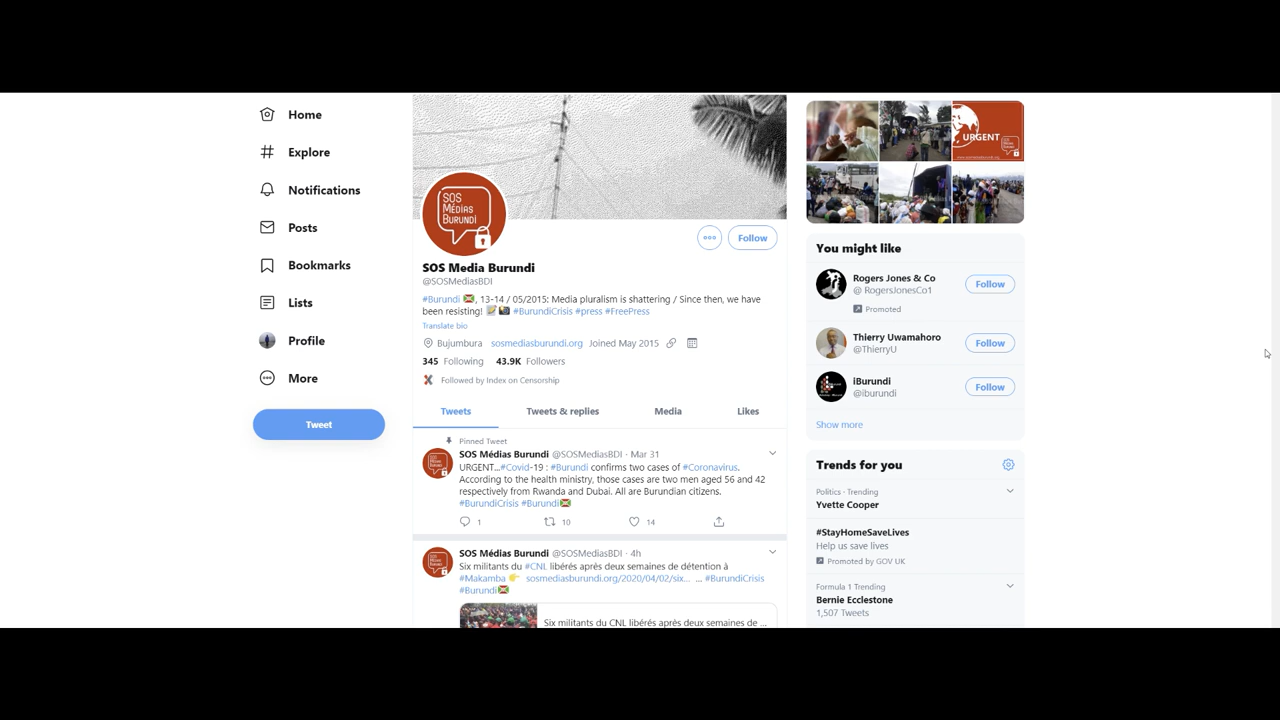 Home
Explore
Notifications
Posts
Bookmarks
Lists
Profile
More
Tweet
SOS
Médias
Burundi
Follow
SOS Media Burundi
@SOSMediasBDI
#Burundi, 13-14 / 05/2015: Media pluralism is shattering / Since then, we have
been resisting! #BurundiCrisis #press #FreePress
Translate bio
Bujumbura sosmediasburundi.org Joined May 2015
345 Following 43.9K Followers
Followed by Index on Censorship
Tweets Tweets & replies Media Likes
Pinned Tweet
SOS Médias Burundi @SOSMediasBDI · Mar 31
URGENT...#Covid-19 : #Burundi confirms two cases of #Coronavirus.
According to the health ministry, those cases are two men aged 56 and 42
respectively from Rwanda and Dubai. All are Burundian citizens.
#BurundiCrisis #Burundi
1 10 14
SOS Médias Burundi @SOSMediasBDI · 4h
Six militants du #CNL libérés après deux semaines de détention à
#Makamba sosmediasburundi.org/2020/04/02/six... ... #BurundiCrisis
#Burundi
Six militants du CNL libérés après deux semaines de ...
URGENT
You might like
Rogers Jones & Co
@ RogersJonesCo1
Follow
Promoted
Thierry Uwamahoro
@ThierryU
Follow
iBurundi
@iburundi
Follow
Show more
Trends for you
Politics · Trending
Yvette Cooper
#StayHomeSaveLives
Help us save lives
Promoted by GOV UK
Formula 1 Trending
Bernie Ecclestone
1,507 Tweets